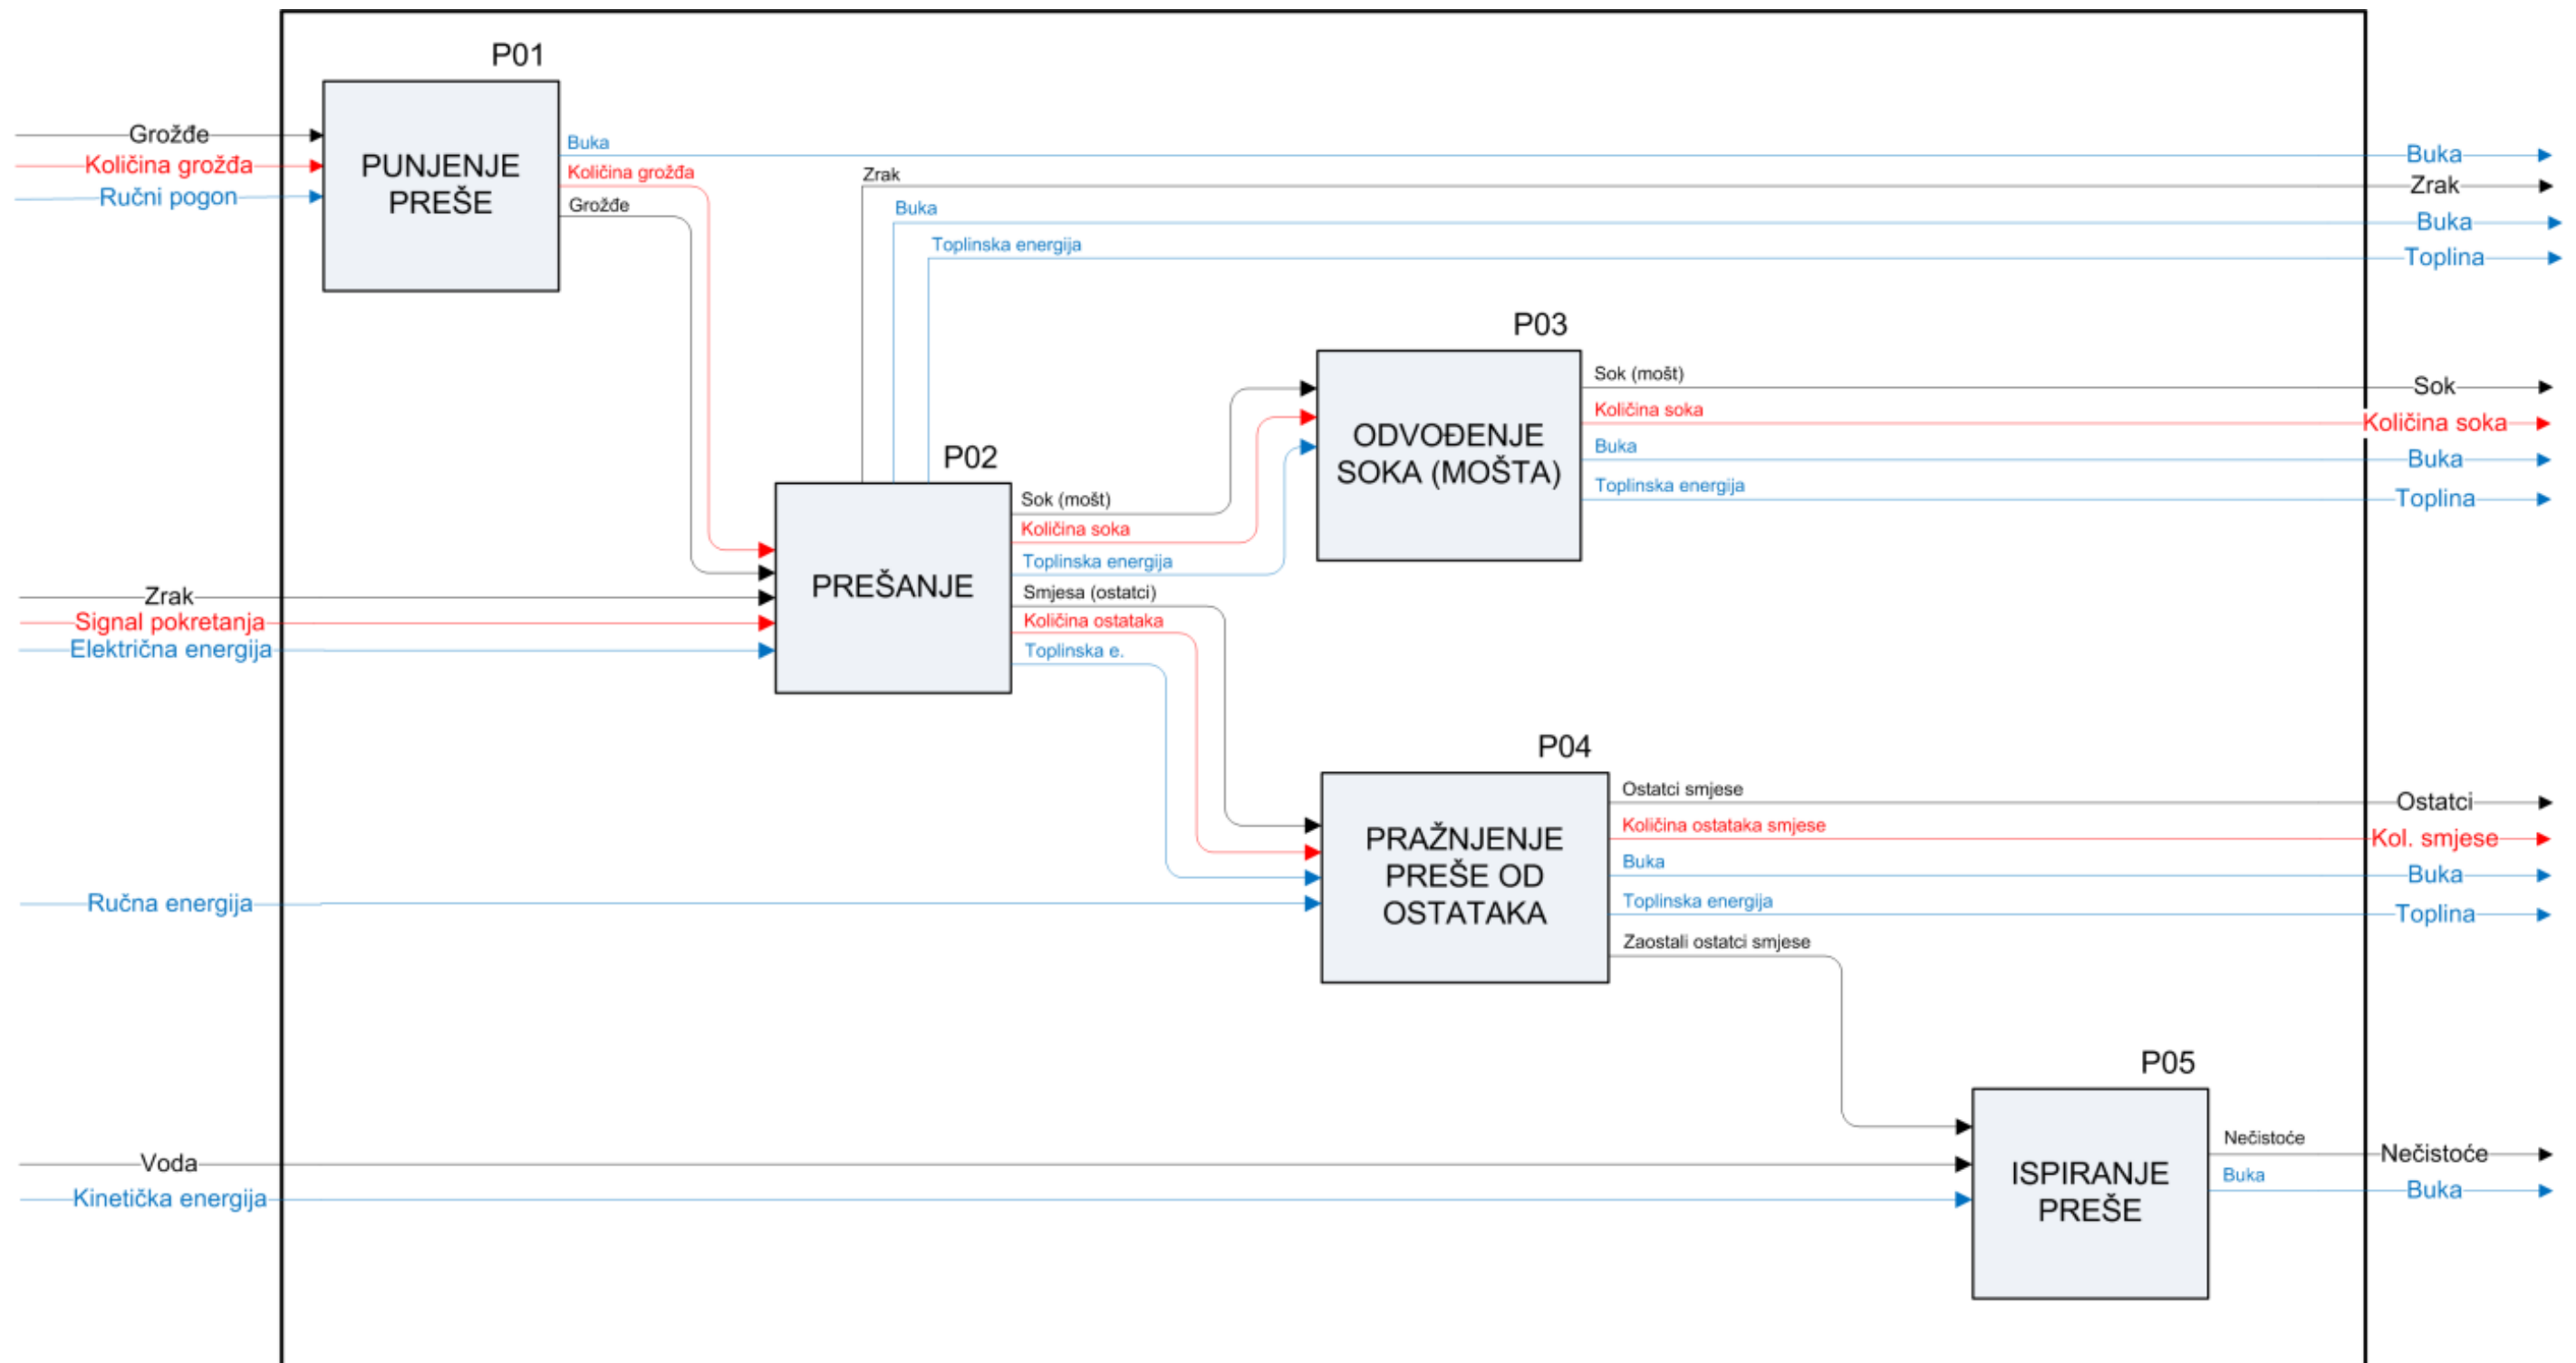 P01
PUNJENJE
PREŠE
Grožđe
Količina grožđa
Ručni pogon
Buka
Količina grožđa
Grožđe
Zrak
Buka
Toplinska energija
Buka
Zrak
Buka
Toplina
P03
ODVOĐENJE
SOKA (MOŠTA)
Sok (mošt)
Količina soka
Buka
Toplinska energija
Sok
Količina soka
Buka
Toplina
P02
PREŠANJE
Zrak
Signal pokretanja
Električna energija
Sok (mošt)
Količina soka
Toplinska energija
Smjesa (ostatci)
Količina ostataka
Toplinska e.
P04
PRAŽNJENJE
PREŠE OD
OSTATAKA
Ručna energija
Ostatci smjese
Količina ostataka smjese
Buka
Toplinska energija
Zaostali ostatci smjese
Ostatci
Kol. smjese
Buka
Toplina
P05
ISPIRANJE
PREŠE
Voda
Kinetička energija
Nečistoće
Buka
Nečistoće
Buka